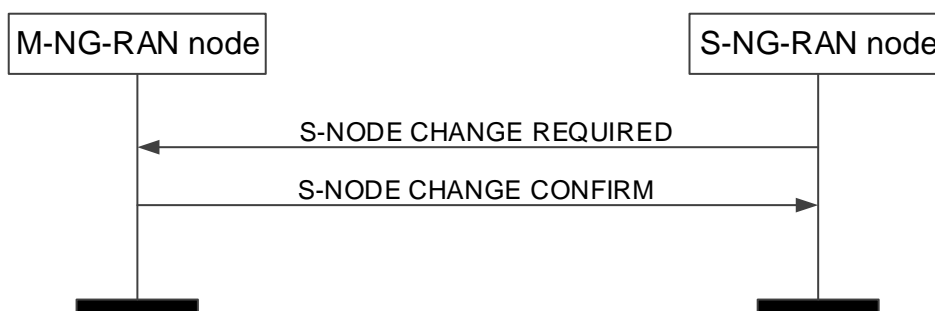 M-NG-RAN node
S-NG-RAN node
S-NODE CHANGE REQUIRED
S-NODE CHANGE CONFIRM